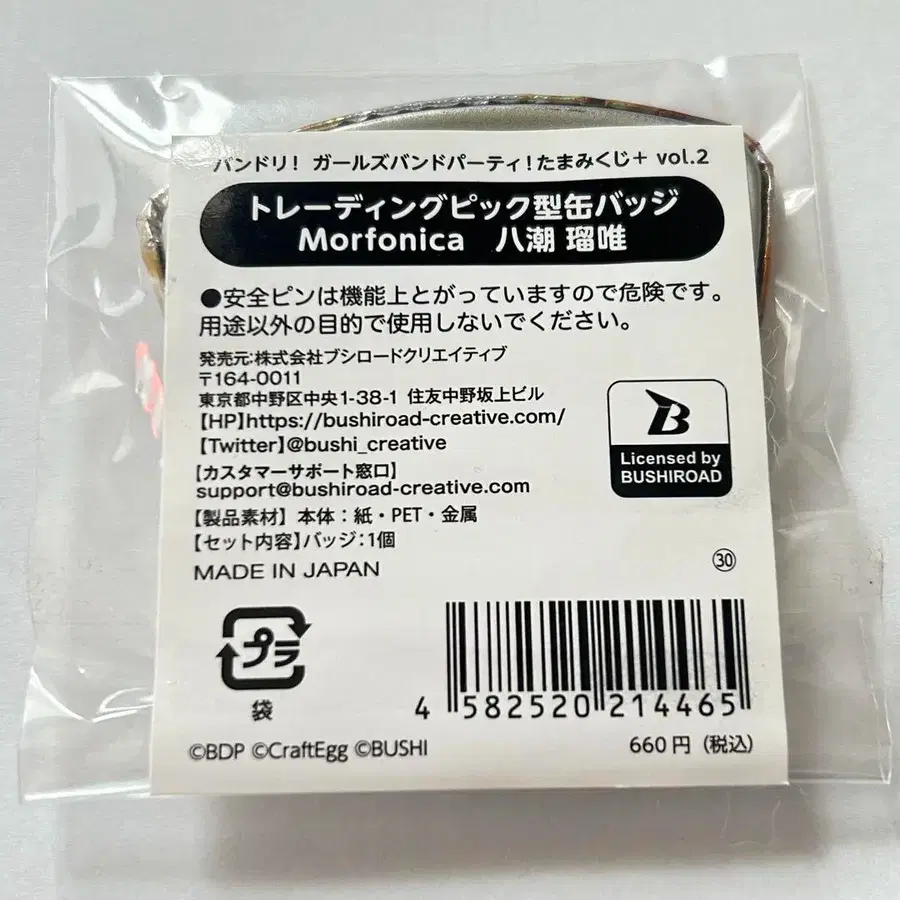 バンドリ！ ガールズバンドパーティ！たまみくじ＋ vol.2
トレーディングピック型缶バッジ
Morfonica 八潮 瑠唯
●安全ピンは機能上とがっていますので危険です。
用途以外の目的で使用しないでください。
発売元:株式会社ブシロードクリエイティブ
〒164-0011
東京都中野区中央1-38-1 住友中野坂上ビル
【HP】https://bushiroad-creative.com/
【Twitter】@bushi_creative
【カスタマーサポート窓口】
support@bushiroad-creative.com
【製品素材】本体：紙・PET・金属
【セット内容】バッジ：1個
MADE IN JAPAN
B
Licensed by
BUSHIROAD
㉚
プラ
袋
4 582520 214465
©BDP ©CraftEgg ©BUSHI
660円（税込）